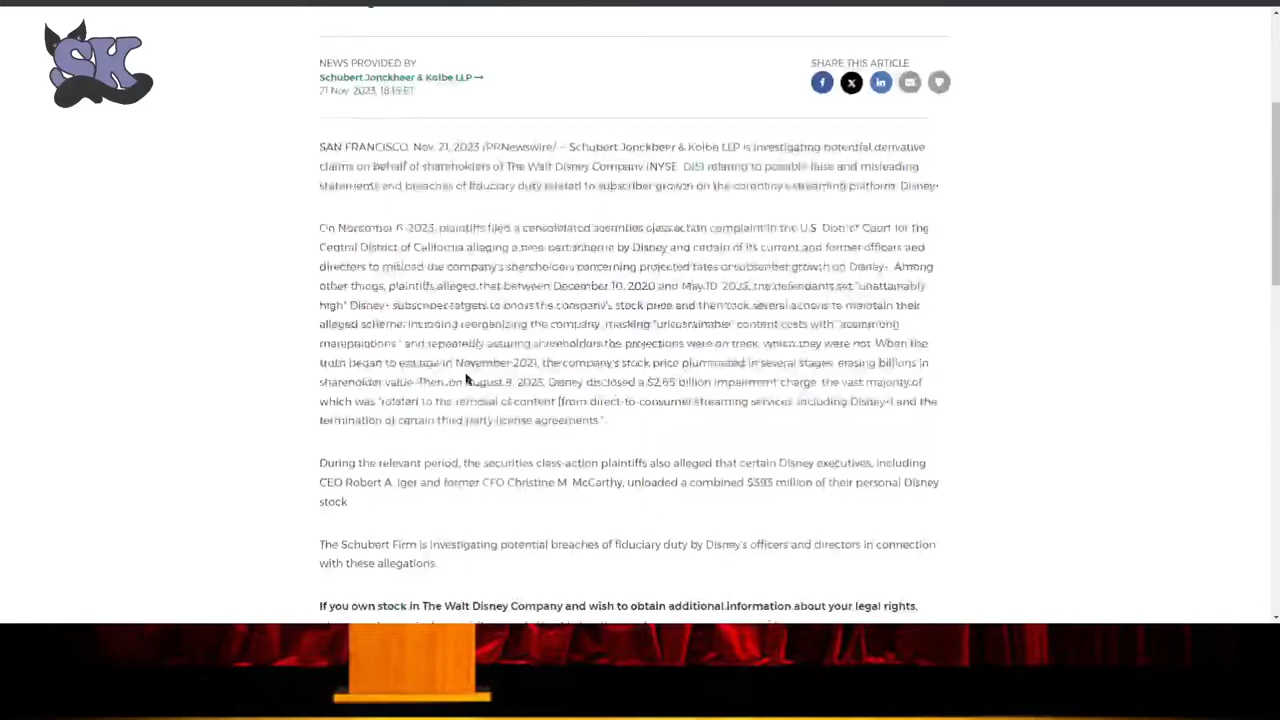 SK
NEWS PROVIDED BY
SHARE THIS ARTICLE
Schubert Jonckheer & Kolbe LLP →
21 Nov, 2023, 18:15 ET
SAN FRANCISCO, Nov. 21, 2023 /PRNewswire/ -- Schubert Jonckheer & Kolbe LLP is investigating potential derivative
claims on behalf of shareholders of The Walt Disney Company (NYSE: DIS) relating to possible false and misleading
statements and breaches of fiduciary duty related to subscriber growth on the company's streaming platform, Disney+
On November 6, 2023, plaintiffs filed a consolidated securities class action complaint in the U.S. District Court for the
Central District of California alleging a scheme by Disney and certain of its current and former officers and
directors to mislead the company's shareholders concerning projected rates of subscriber growth on Disney+. Among
other things, plaintiffs alleged that between December 10, 2020 and May 10, 2023, the defendants set "unattainably
high" Disney+ subscriber targets to boost the company's stock price and then took several actions to maintain their
alleged scheme, including reorganizing the company, masking "unsustainable" content costs with "accounting
manipulations," and repeatedly assuring shareholders the projections were on track, which they were not. When the
truth began to emerge in November 2021, the company's stock price plummeted in several stages, erasing billions in
shareholder value. Then, on August 9, 2023, Disney disclosed a $2.65 billion impairment charge, the vast majority of
which was "related to the removal of content [from direct-to-consumer streaming services, including Disney+] and the
termination of certain third party license agreements."
During the relevant period, the securities class-action plaintiffs also alleged that certain Disney executives, including
CEO Robert A. Iger and former CFO Christine M. McCarthy, unloaded a combined $393 million of their personal Disney
stock
The Schubert Firm is investigating potential breaches of fiduciary duty by Disney's officers and directors in connection
with these allegations.
If you own stock in The Walt Disney Company and wish to obtain additional information about your legal rights,